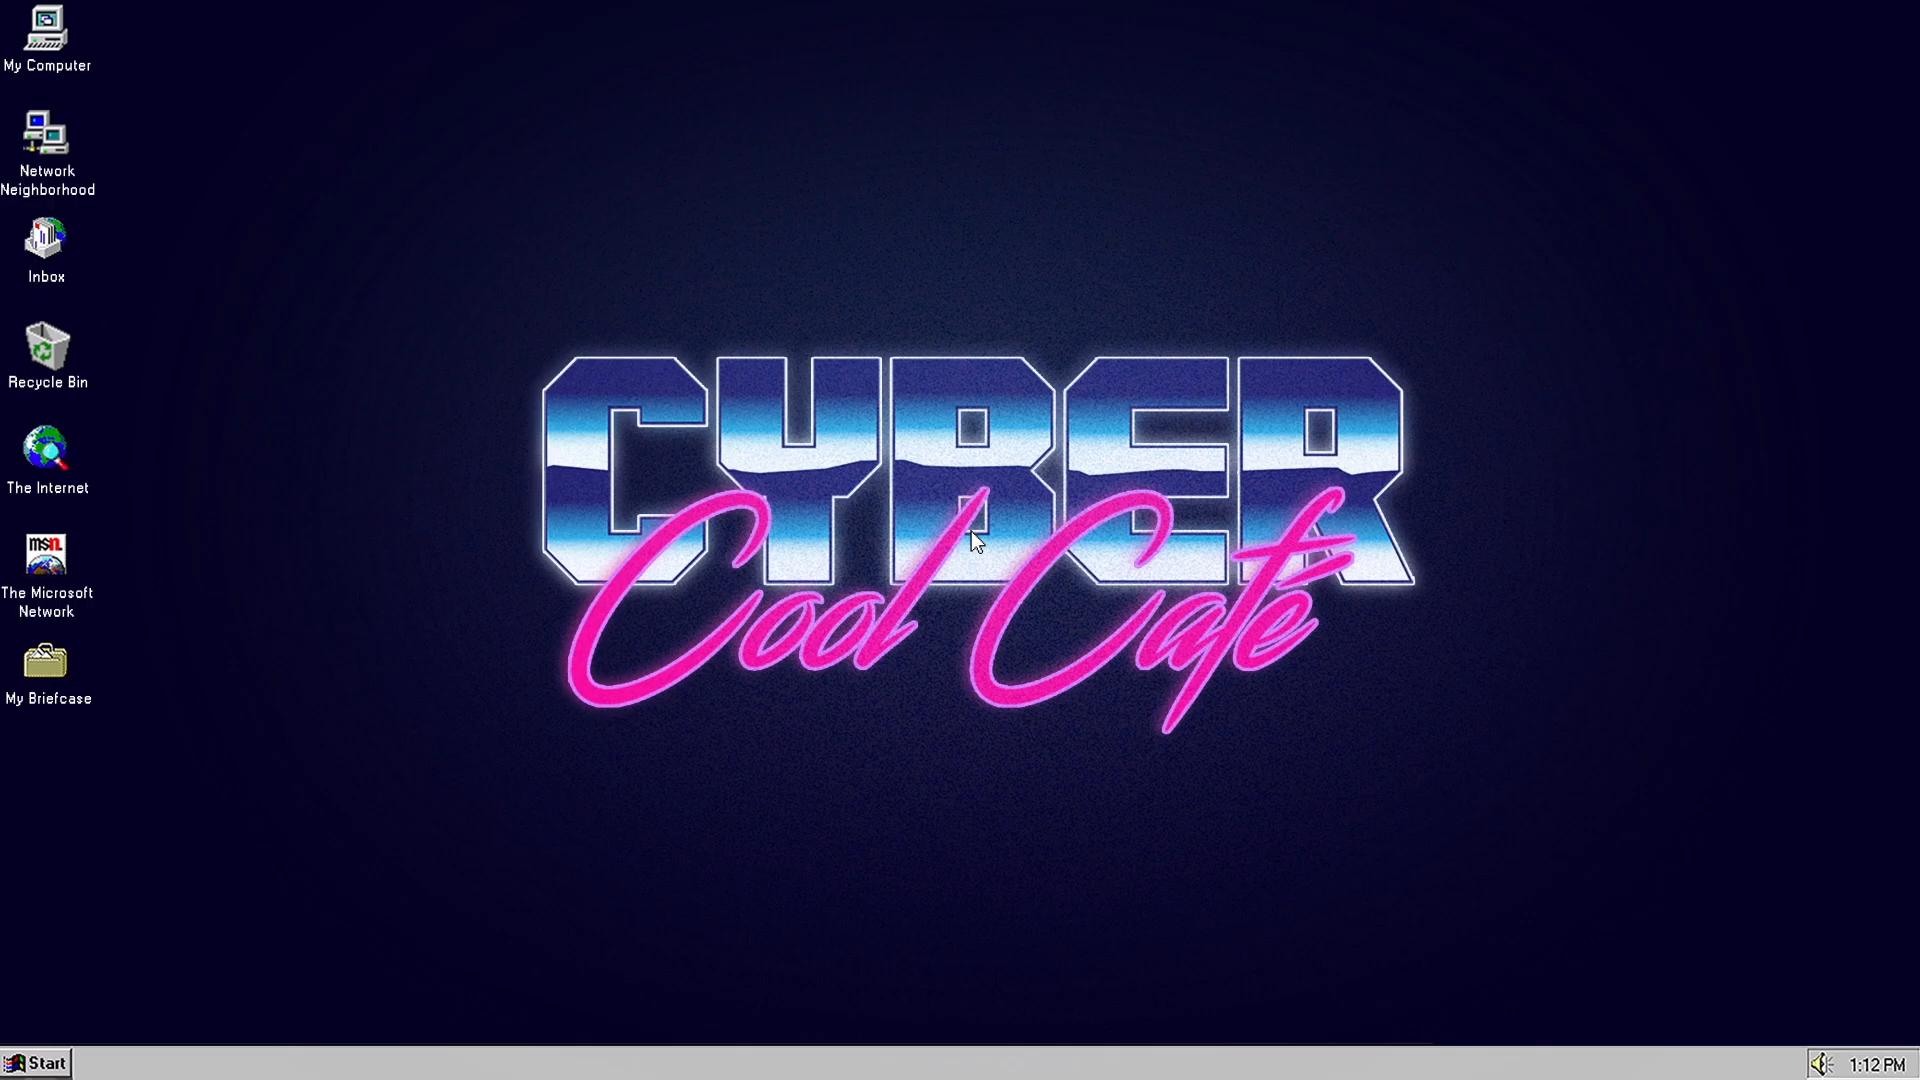 My Computer
Network
Neighborhood
Inbox
Recycle Bin
The Internet
msn
The Microsoft
Network
My Briefcase
CYBER
Cool Café
Start
1:12 PM